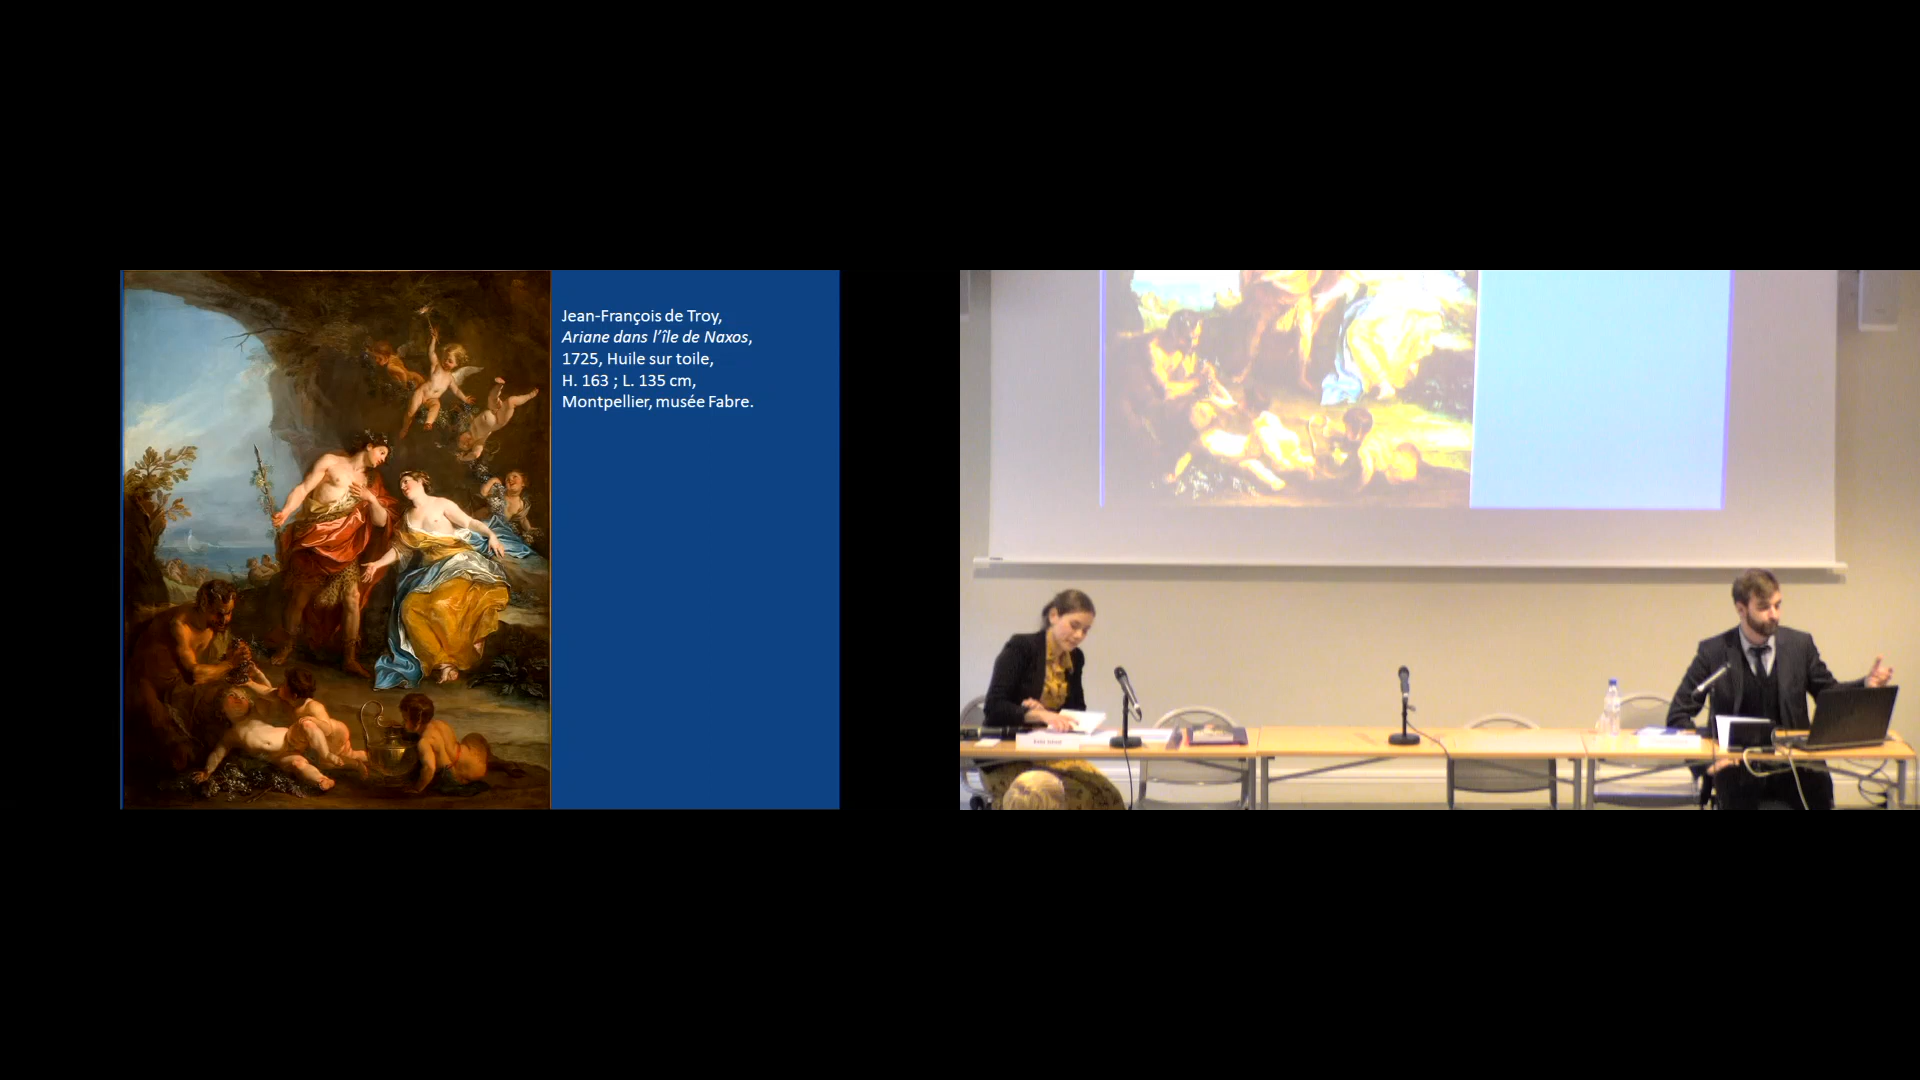 Jean-François de Troy,
Ariane dans l’île de Naxos,
1725, Huile sur toile,
H. 163 ; L. 135 cm,
Montpellier, musée Fabre.